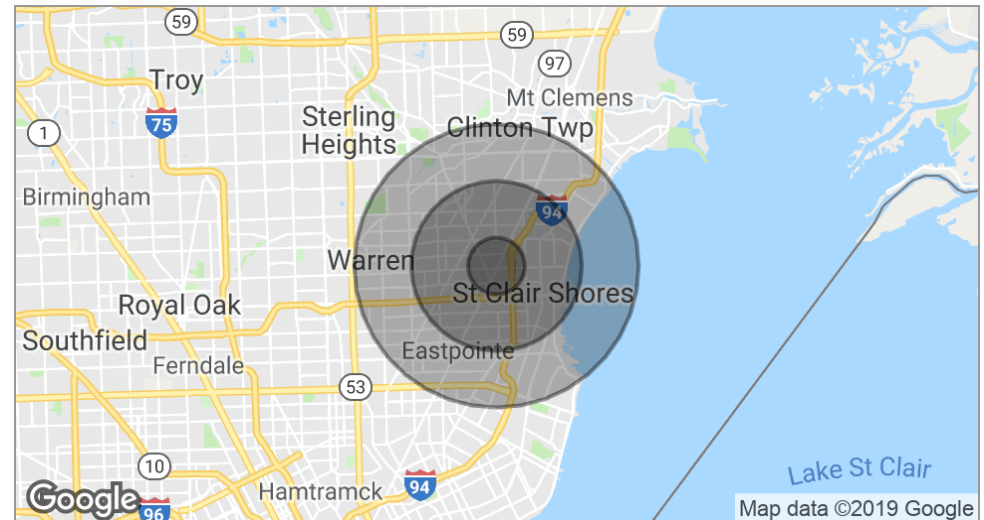 59
59
97
Troy
Mt Clemens
75
Sterling
Heights
Clinton Twp
1
Birmingham
94
Warren
St Clair Shores
Royal Oak
Southfield
Eastpointe
Ferndale
53
10
Lake St Clair
Hamtramck
94
Google
96
Map data ©2019 Google